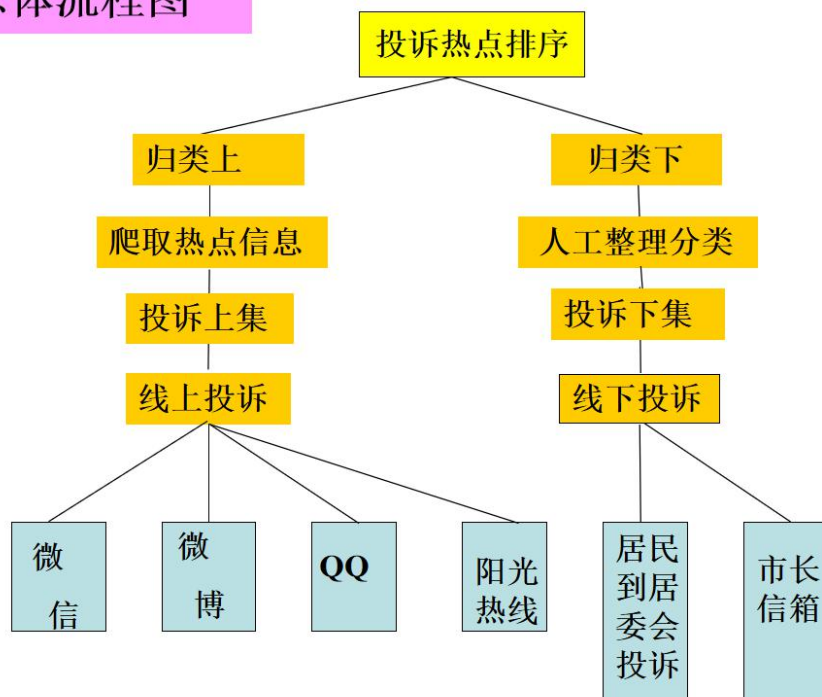 体流程图
投诉热点排序
归类上
归类下
爬取热点信息
人工整理分类
投诉上集
投诉下集
线上投诉
线下投诉
微
信
微
博
QQ
阳光
热线
居民
到居
委会
投诉
市长
信箱